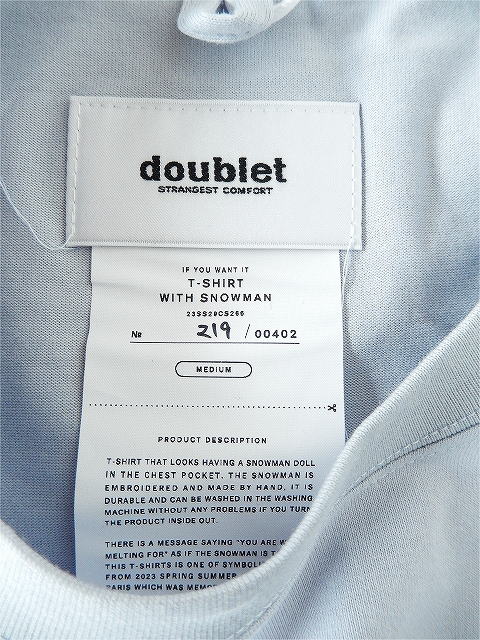 doublet
STRANGEST COMFORT
IF YOU WANT IT
T-SHIRT
WITH SNOWMAN
23SS29CS266
№ 219 / 00402
MEDIUM
PRODUCT DESCRIPTION
T-SHIRT THAT LOOKS HAVING A SNOWMAN DOLL
IN THE CHEST POCKET. THE SNOWMAN IS
EMBROIDERED AND MADE BY HAND. IT IS
DURABLE AND CAN BE WASHED IN THE WASHING
MACHINE WITHOUT ANY PROBLEMS IF YOU TURN
THE PRODUCT INSIDE OUT.
THERE IS A MESSAGE SAYING "YOU ARE
MELTING FOR" AS IF THE SNOWMAN IS
THIS T-SHIRTS IS ONE OF SYMBOLI
FROM 2023 SPRING SUMMER
PARIS WHICH WAS